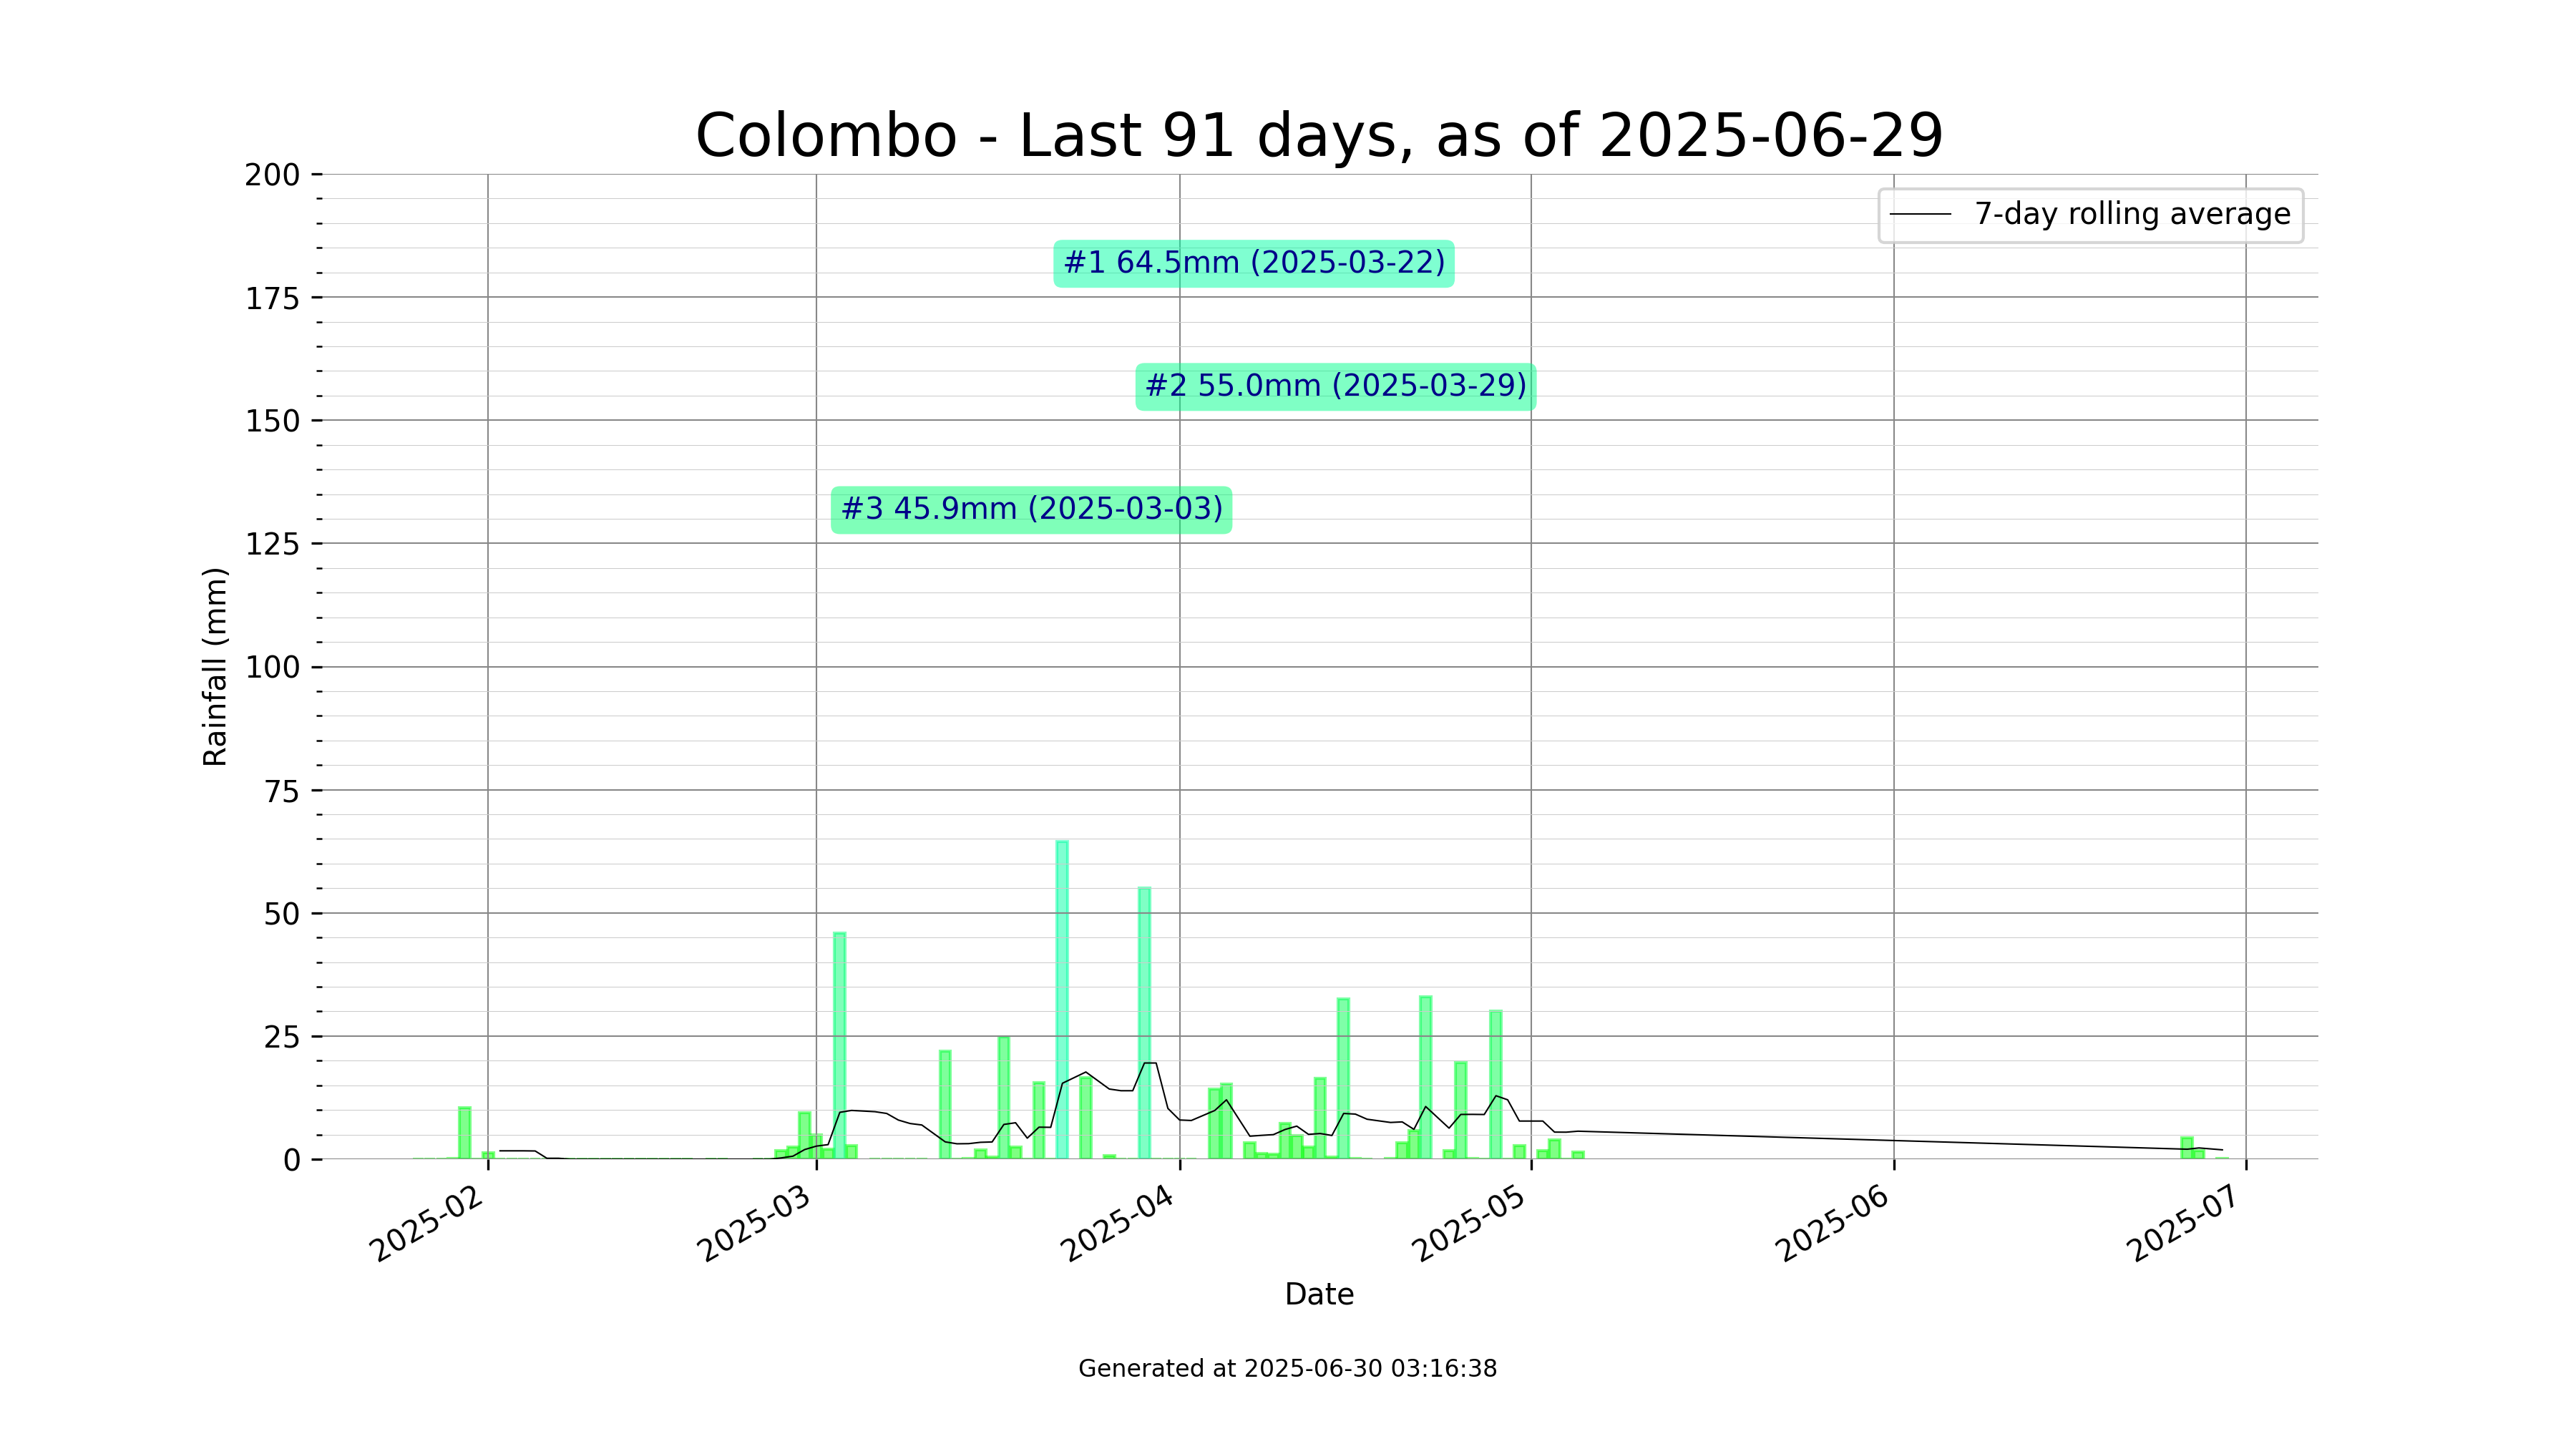 Colombo - Last 91 days, as of 2025-06-29
200
175
150
125
100
75
50
25
0
Rainfall (mm)
7-day rolling average
#1 64.5mm (2025-03-22)
#2 55.0mm (2025-03-29)
#3 45.9mm (2025-03-03)
2025-02
2025-03
2025-04
2025-05
2025-06
2025-07
Date
Generated at 2025-06-30 03:16:38